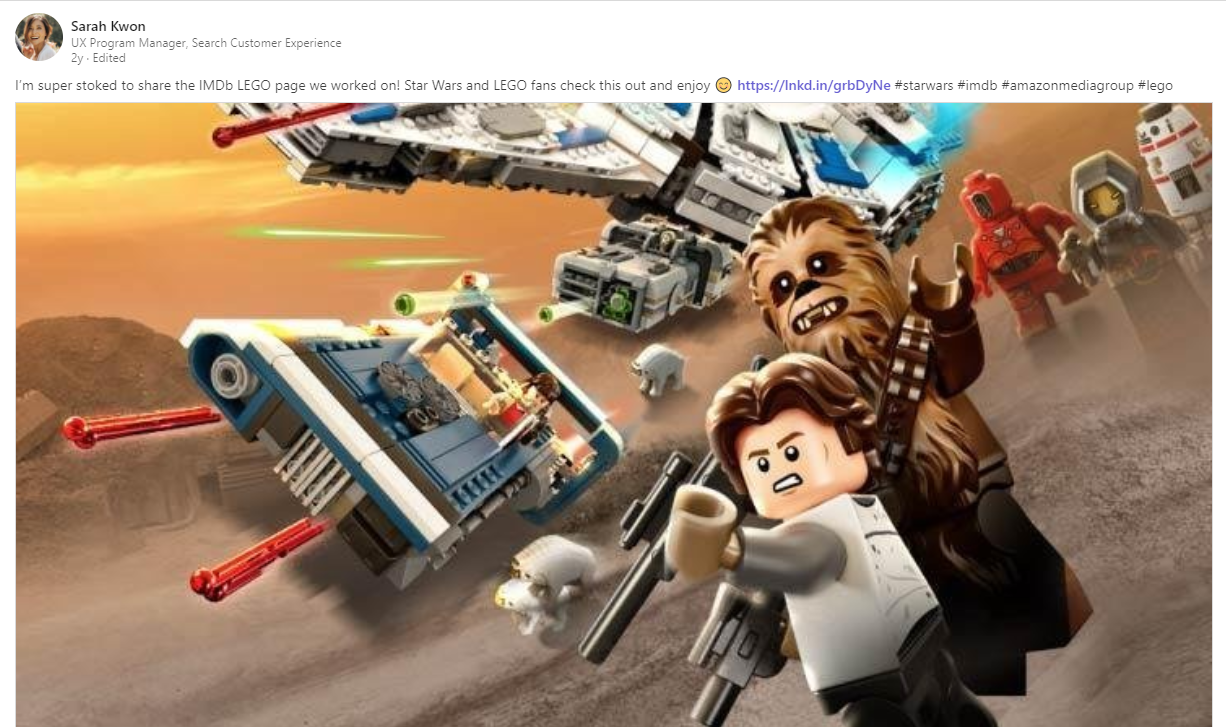 Sarah Kwon
UX Program Manager, Search Customer Experience
2y · Edited
I'm super stoked to share the IMDb LEGO page we worked on! Star Wars and LEGO fans check this out and enjoy 😊 https://lnkd.in/grbDyNe #starwars #imdb #amazonmediagroup #lego